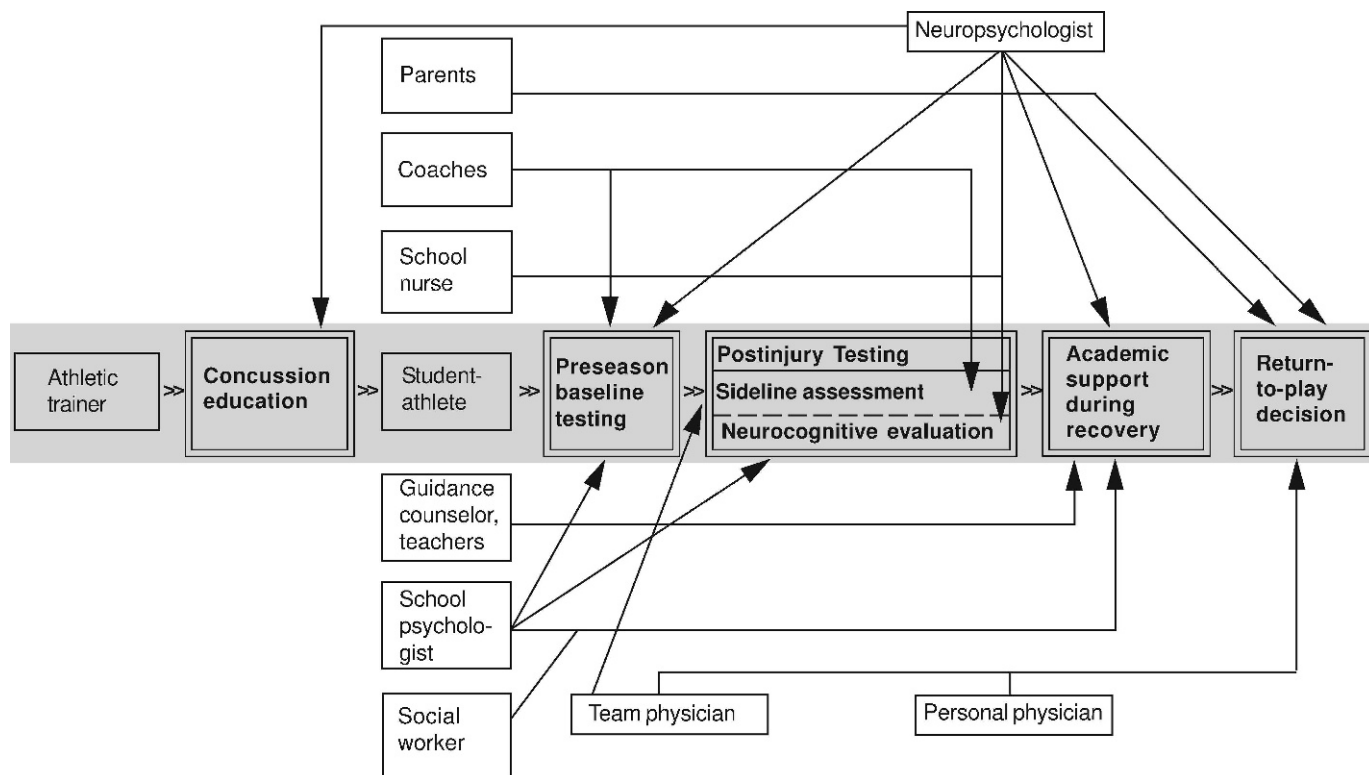 Neuropsychologist
Parents
Coaches
School
nurse
Athletic
trainer
>>
Concussion
education
>>
Student-
athlete
>>
Preseason
baseline
testing
>>
Postinjury Testing
Sideline assessment
Neurocognitive evaluation
>>
Academic
support
during
recovery
>>
Return-
to-play
decision
Guidance
counselor,
teachers
School
psycholo-
gist
Social
worker
Team physician
Personal physician